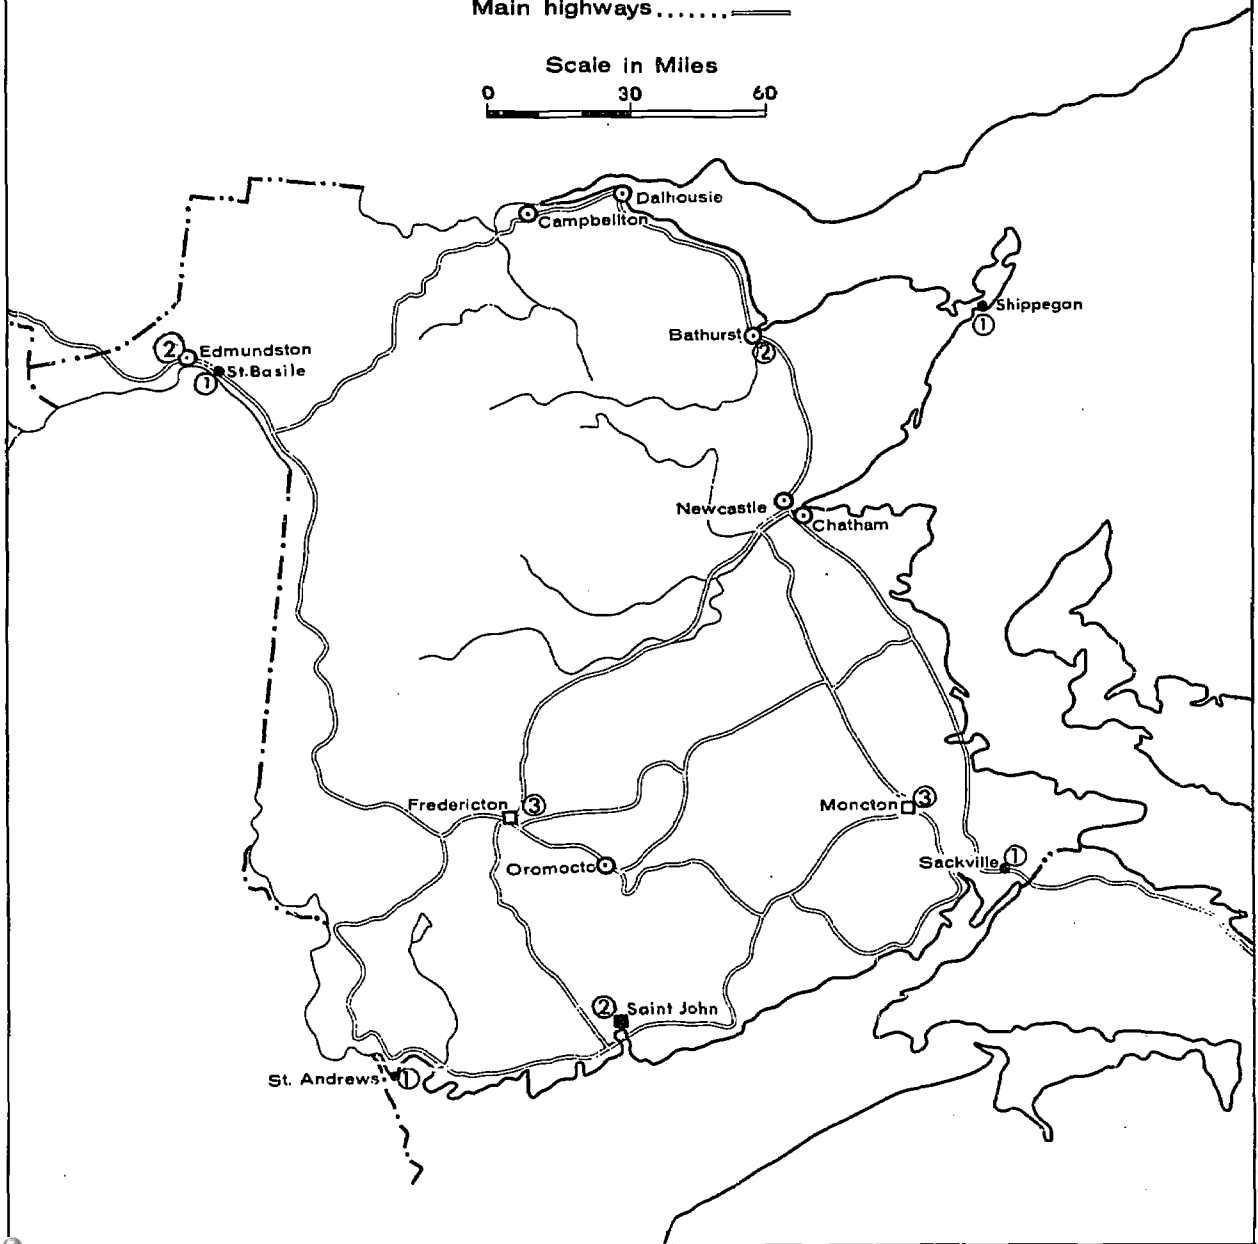 Main highways.......
Scale in Miles
0 30 60
Dalhousie
Campbellton
Shippegan
1
Bathurst
2
2 Edmundston
1 St. Basile
Newcastle
Chatham
Fredericton 3
Moncton 3
Oromocto
Sackville 1
2 Saint John
St. Andrews 1